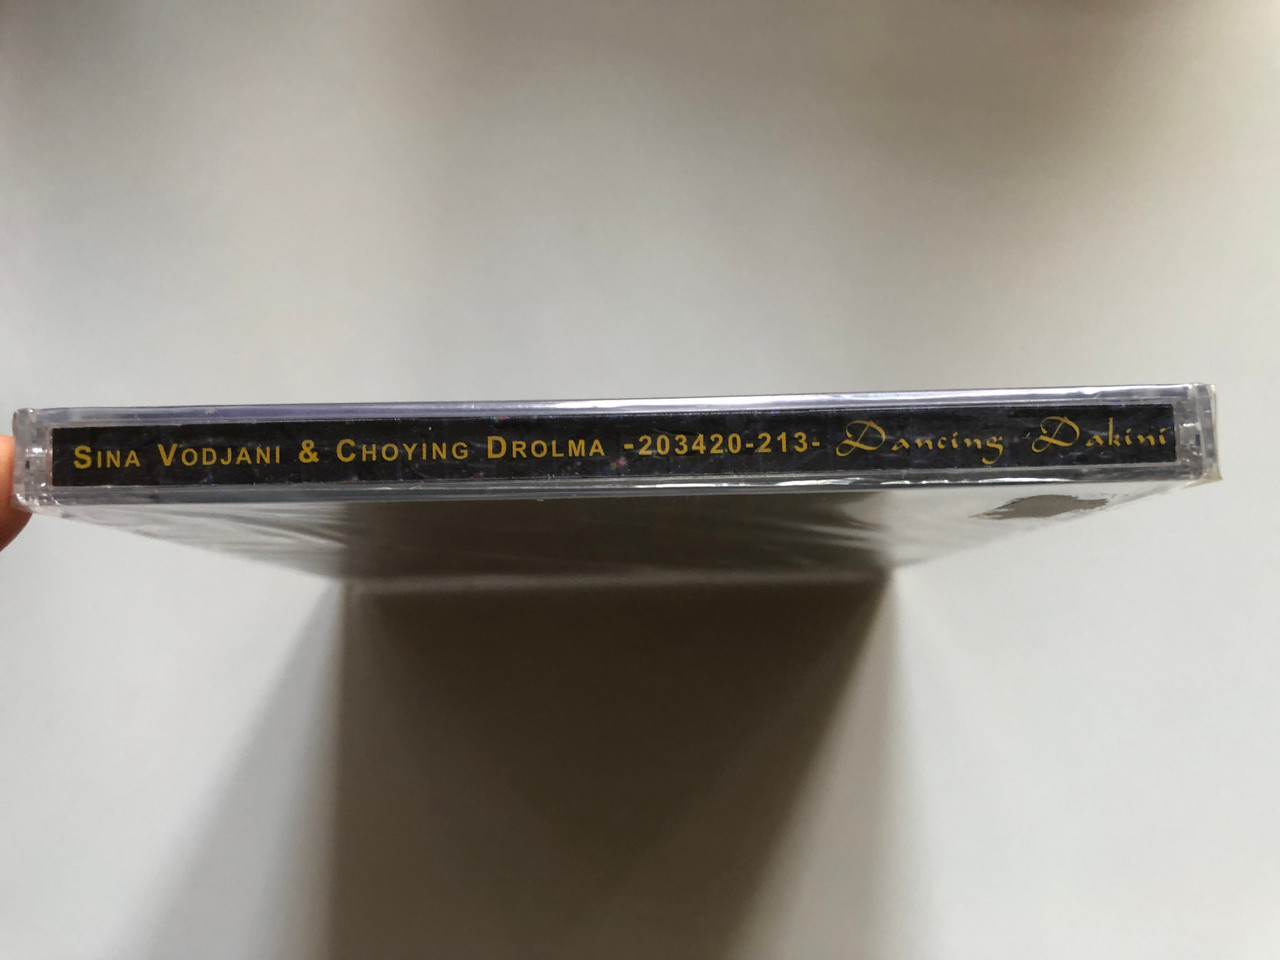 SINA VODJANI & CHOYING DROLMA -203420-213- Dancing Dakini